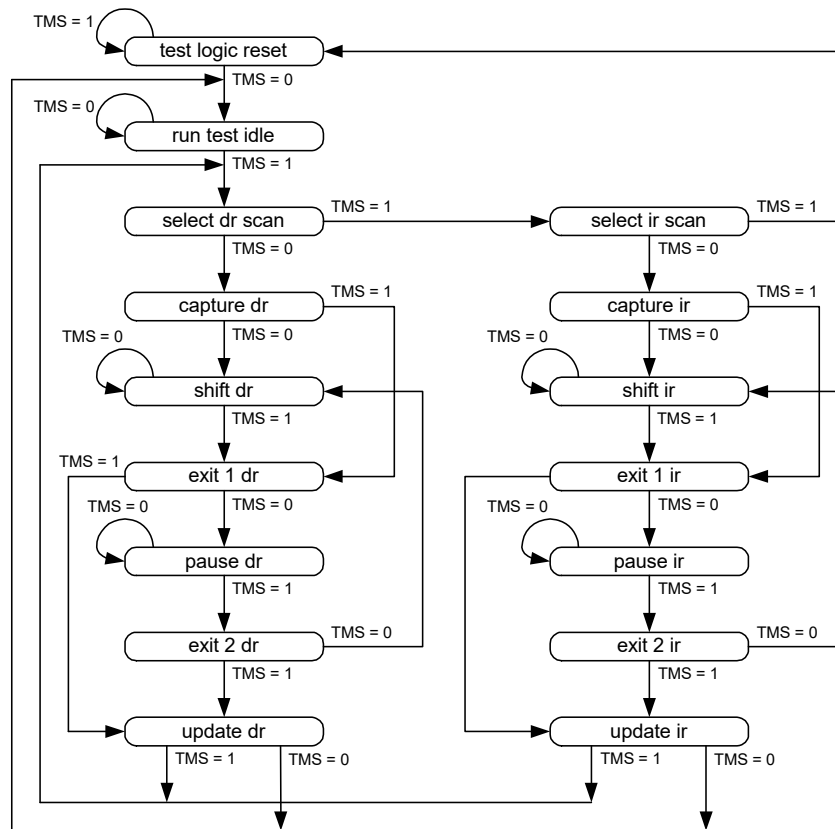 TMS = 1
test logic reset
TMS = 0
TMS = 0
run test idle
TMS = 1
select dr scan
TMS = 1
select ir scan
TMS = 1
TMS = 0
TMS = 0
capture dr
TMS = 1
capture ir
TMS = 1
TMS = 0
TMS = 0
TMS = 0
TMS = 0
shift dr
shift ir
TMS = 1
TMS = 1
TMS = 1
exit 1 dr
exit 1 ir
TMS = 0
TMS = 0
TMS = 0
TMS = 0
pause dr
pause ir
TMS = 1
TMS = 1
exit 2 dr
TMS = 0
exit 2 ir
TMS = 0
TMS = 1
TMS = 1
update dr
update ir
TMS = 1
TMS = 0
TMS = 1
TMS = 0